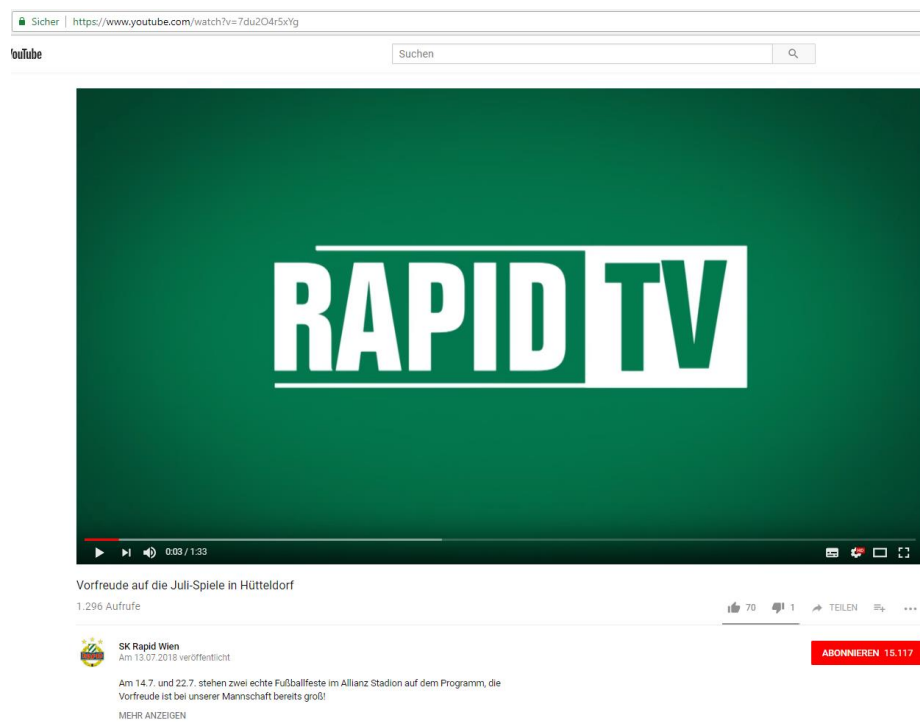 Sicher | https://www.youtube.com/watch?v=7du2O4r5xYg
YouTube
Suchen
RAPID TV
0:03 / 1:33
HD
Vorfreude auf die Juli-Spiele in Hütteldorf
1.296 Aufrufe
70 1 TEILEN
SK Rapid Wien
Am 13.07.2018 veröffentlicht
ABONNIEREN 15.117
Am 14.7. und 22.7. stehen zwei echte Fußballfeste im Allianz Stadion auf dem Programm, die
Vorfreude ist bei unserer Mannschaft bereits groß!
MEHR ANZEIGEN